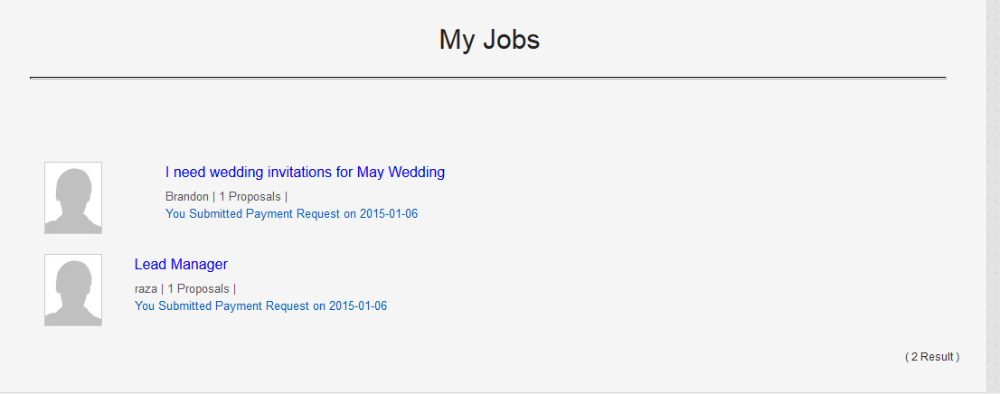 My Jobs
I need wedding invitations for May Wedding
Brandon | 1 Proposals |
You Submitted Payment Request on 2015-01-06
Lead Manager
raza | 1 Proposals |
You Submitted Payment Request on 2015-01-06
( 2 Result )